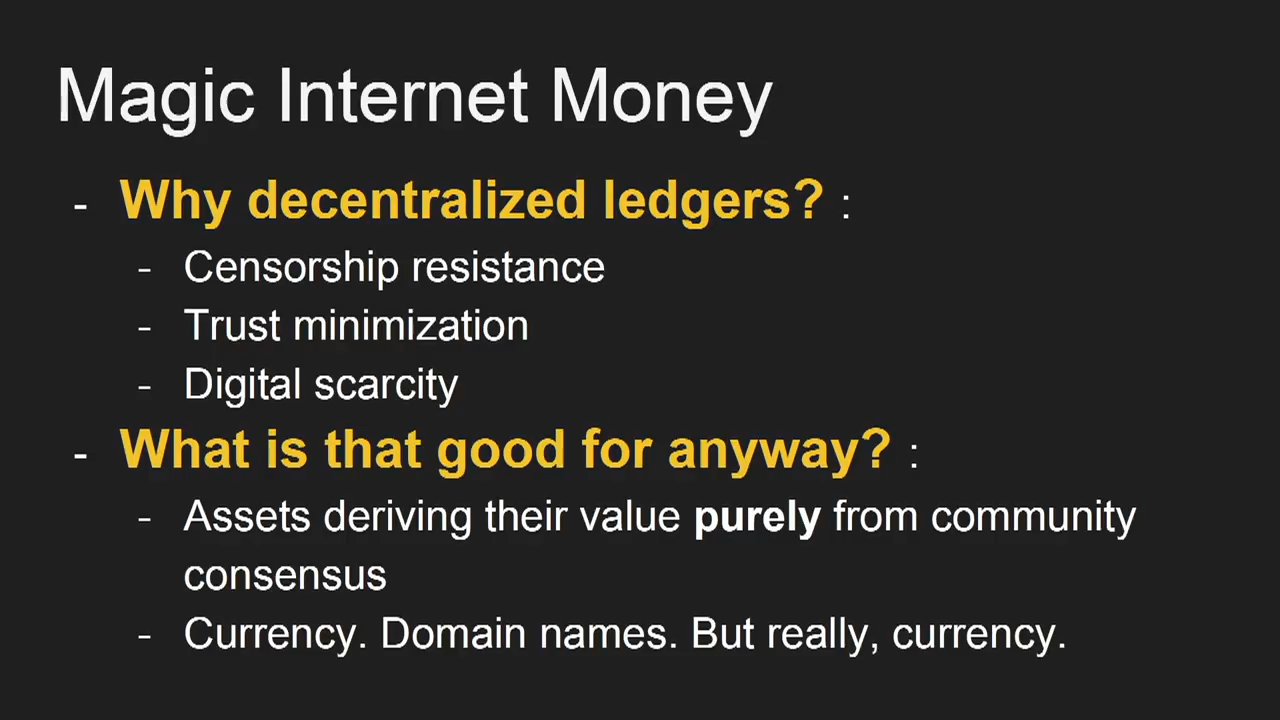 Magic Internet Money
- Why decentralized ledgers? :
- Censorship resistance
- Trust minimization
- Digital scarcity
- What is that good for anyway? :
- Assets deriving their value purely from community
consensus
- Currency. Domain names. But really, currency.